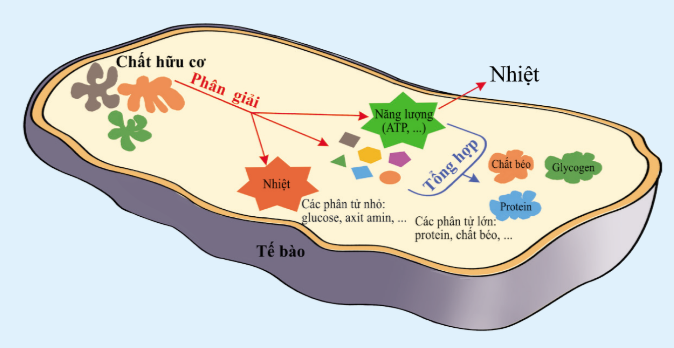 Chất hữu cơ
Phân giải
Nhiệt
Năng lượng
(ATP, ...)
Nhiệt
Tổng hợp
Chất béo
Glycogen
Protein
Các phân tử nhỏ:
glucose, axit amin, ...
Các phân tử lớn:
protein, chất béo, ...
Tế bào